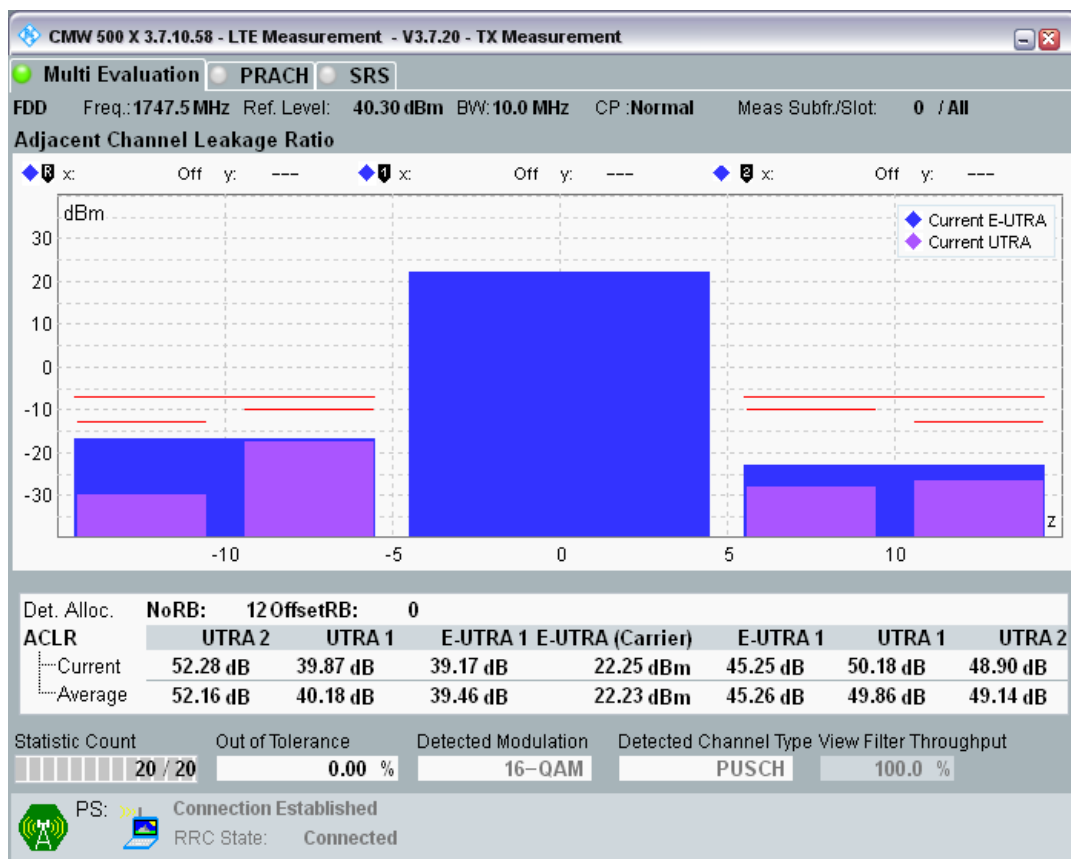 CMW 500 X 3.7.10.58 - LTE Measurement - V3.7.20 - TX Measurement
Multi Evaluation PRACH SRS
FDD Freq.: 1747.5 MHz Ref. Level: 40.30 dBm BW: 10.0 MHz CP :Normal Meas Subfr./Slot: 0 / All
Adjacent Channel Leakage Ratio
R x: Off y: --- 1 x: Off y: --- 2 x: Off y: ---
dBm
Current E-UTRA
Current UTRA
30
20
10
0
-10
-20
-30
z
-10 -5 0 5 10
Det. Alloc. NoRB: 12 OffsetRB: 0
ACLR UTRA 2 UTRA 1 E-UTRA 1 E-UTRA (Carrier) E-UTRA 1 UTRA 1 UTRA 2
Current 52.28 dB 39.87 dB 39.17 dB 22.25 dBm 45.25 dB 50.18 dB 48.90 dB
Average 52.16 dB 40.18 dB 39.46 dB 22.23 dBm 45.26 dB 49.86 dB 49.14 dB
Statistic Count Out of Tolerance Detected Modulation Detected Channel Type View Filter Throughput
20 / 20 0.00 % 16-QAM PUSCH 100.0 %
PS: Connection Established
RRC State: Connected